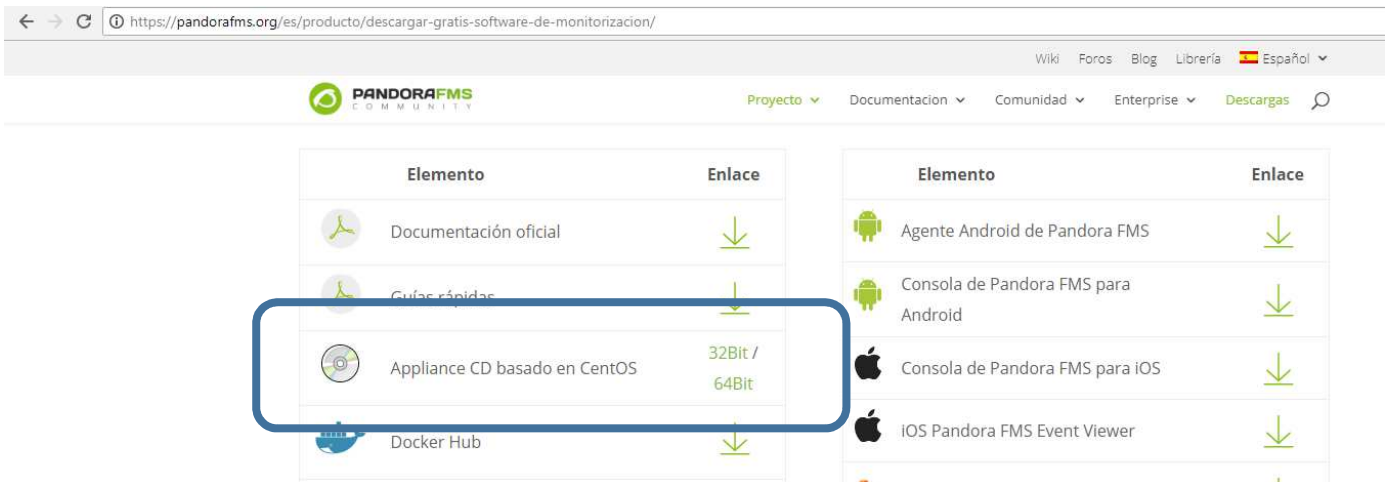 https://pandorafms.org/es/producto/descargar-gratis-software-de-monitorizacion/
Wiki Foros Blog Librería Español
PANDORAFMS
COMMUNITY
Proyecto Documentacion Comunidad Enterprise Descargas
Elemento Enlace
Documentación oficial
Guías rápidas
Appliance CD basado en CentOS
32Bit /
64Bit
Docker Hub
Elemento Enlace
Agente Android de Pandora FMS
Consola de Pandora FMS para
Android
Consola de Pandora FMS para iOS
iOS Pandora FMS Event Viewer